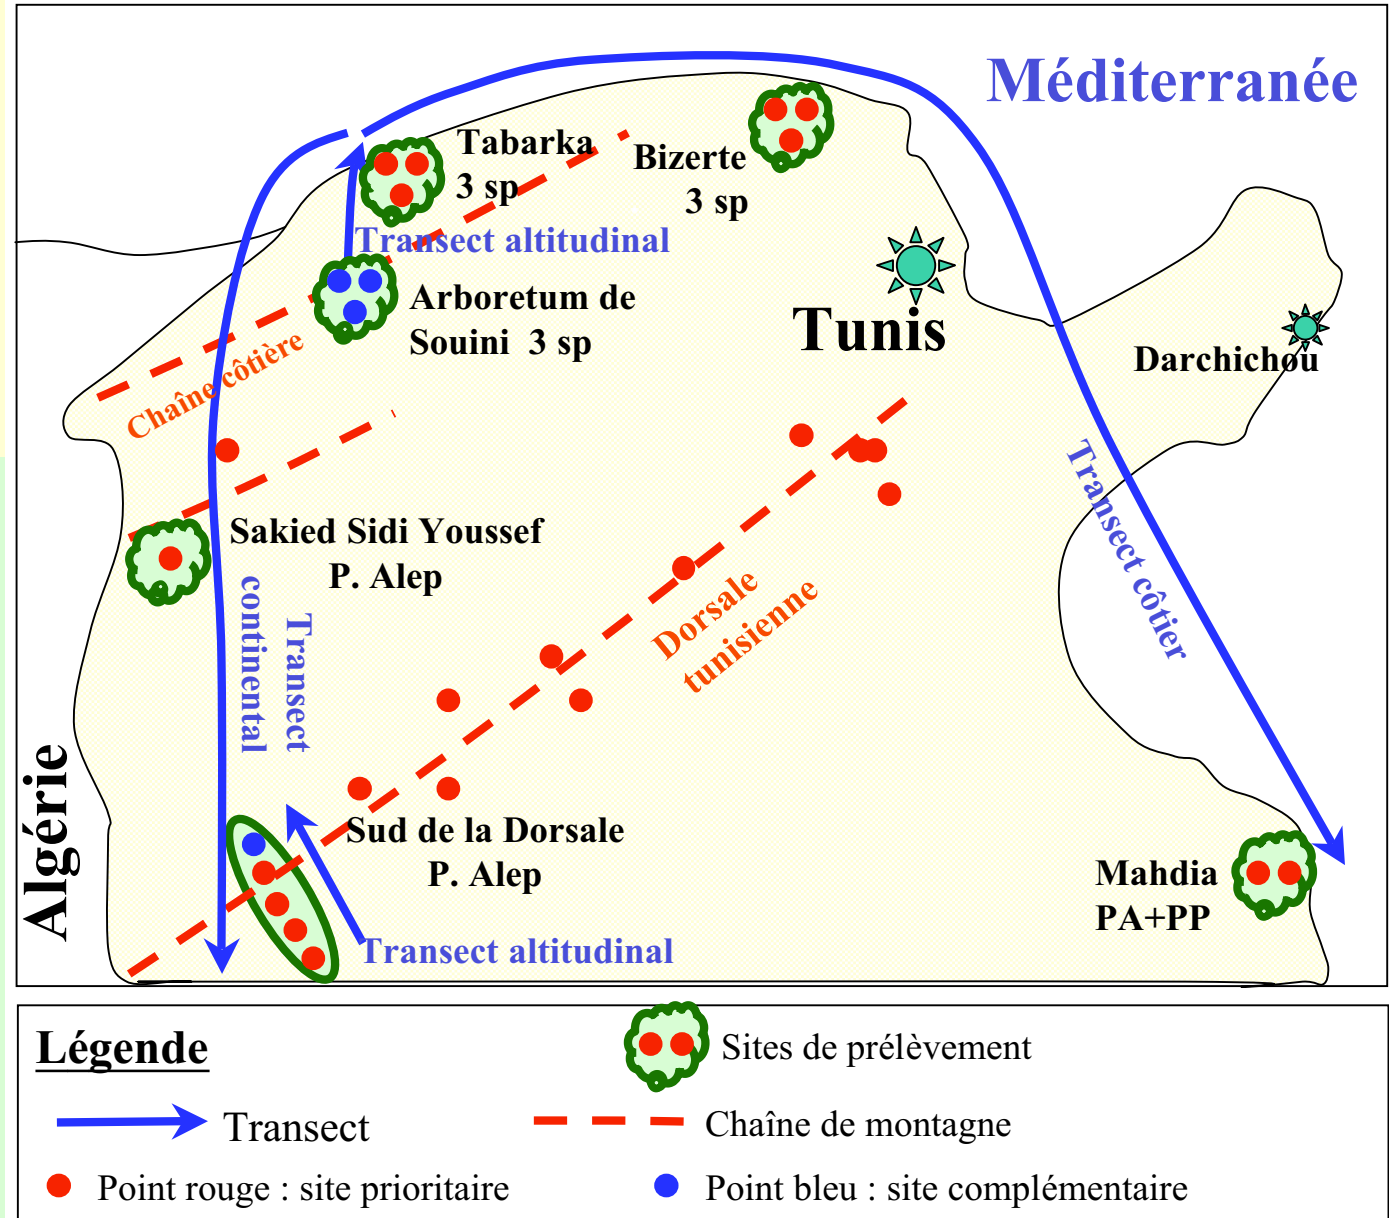 Méditerranée
Tabarka
3 sp
Bizerte
3 sp
Transect altitudinal
Arboretum de
Souini 3 sp
Tunis
Darchichou
Chaîne côtière
Transect côtier
Sakied Sidi Youssef
P. Alep
Transect
continental
Dorsale
tunisienne
Algérie
Sud de la Dorsale
P. Alep
Transect altitudinal
Mahdia
PA+PP
Légende
Sites de prélèvement
Transect
Chaîne de montagne
Point rouge : site prioritaire
Point bleu : site complémentaire